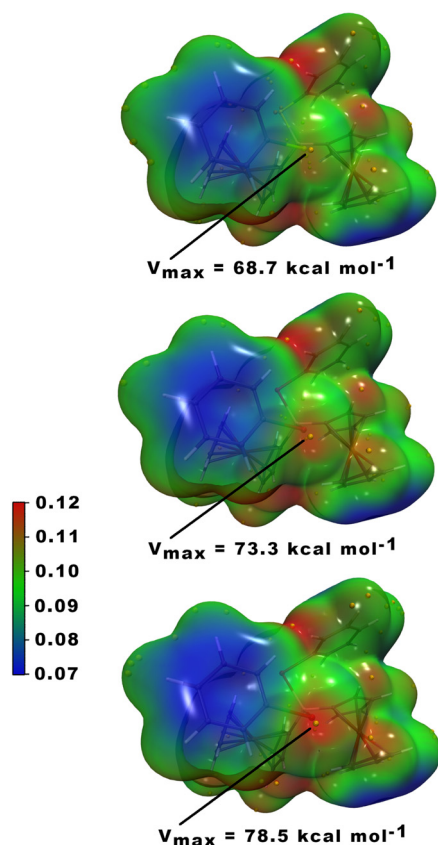 Vmax = 68.7 kcal mol-1
Vmax = 73.3 kcal mol-1
0.12
0.11
0.10
0.09
0.08
0.07
Vmax = 78.5 kcal mol-1